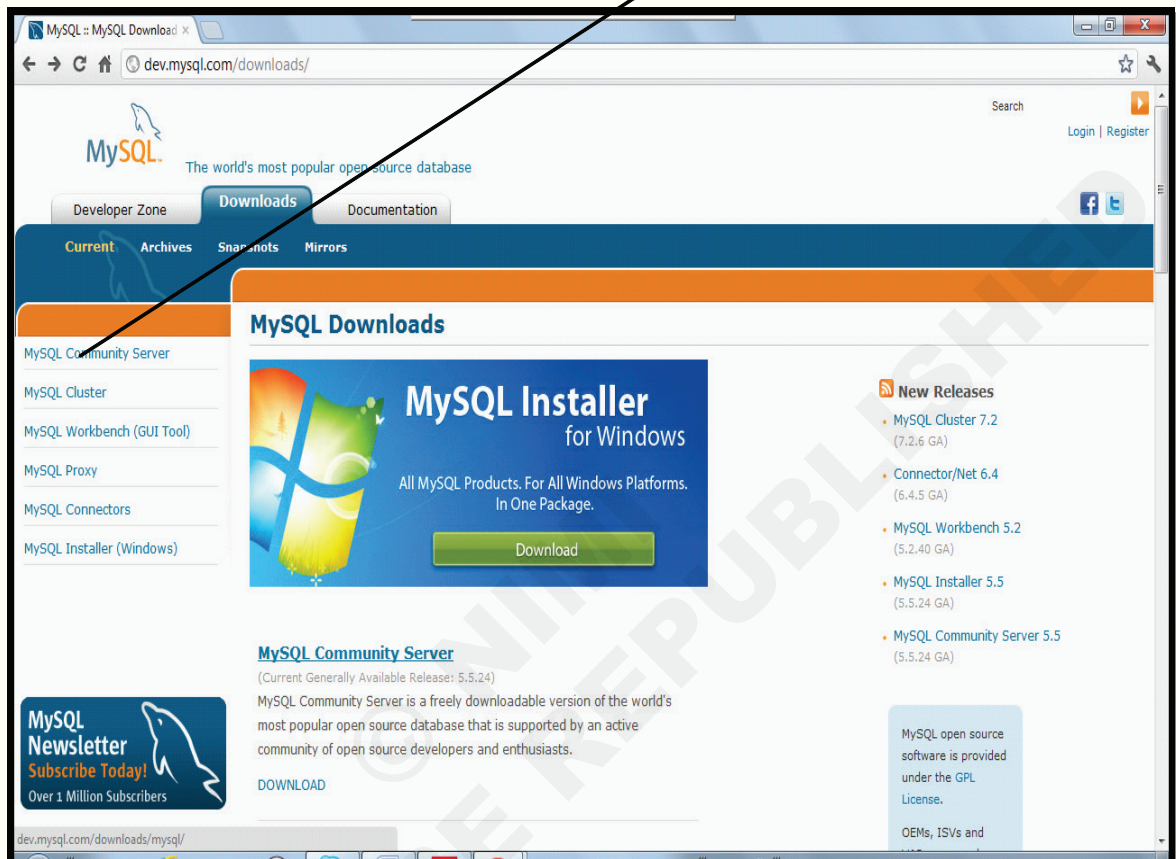 MySQL :: MySQL Download
dev.mysql.com/downloads/
Search
Login | Register
MySQL
The world's most popular open source database
Developer Zone
Downloads
Documentation
Current
Archives
Snapshots
Mirrors
MySQL Community Server
MySQL Cluster
MySQL Workbench (GUI Tool)
MySQL Proxy
MySQL Connectors
MySQL Installer (Windows)
MySQL Downloads
MySQL Installer
for Windows
All MySQL Products. For All Windows Platforms.
In One Package.
Download
MySQL Community Server
(Current Generally Available Release: 5.5.24)
MySQL Community Server is a freely downloadable version of the world's
most popular open source database that is supported by an active
community of open source developers and enthusiasts.
DOWNLOAD
New Releases
MySQL Cluster 7.2
(7.2.6 GA)
Connector/Net 6.4
(6.4.5 GA)
MySQL Workbench 5.2
(5.2.40 GA)
MySQL Installer 5.5
(5.5.24 GA)
MySQL Community Server 5.5
(5.5.24 GA)
MySQL open source
software is provided
under the GPL
License.
OEMs, ISVs and
MySQL
Newsletter
Subscribe Today!
Over 1 Million Subscribers
dev.mysql.com/downloads/mysql/
© NIMI
REPUBLISHED